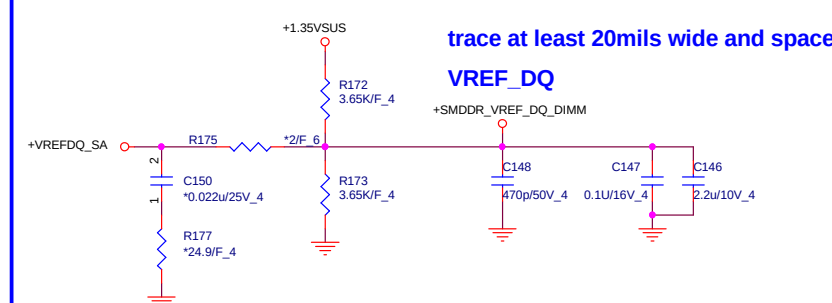 +1.35VSUS
trace at least 20mils wide and space
VREF_DQ
R172
3.65K/F_4
+SMDDR_VREF_DQ_DIMM
+VREFDQ_SA
R175
*2/F_6
2
1
C150
*0.022u/25V_4
R173
3.65K/F_4
C148
470p/50V_4
C147
0.1U/16V_4
C146
2.2u/10V_4
R177
*24.9/F_4